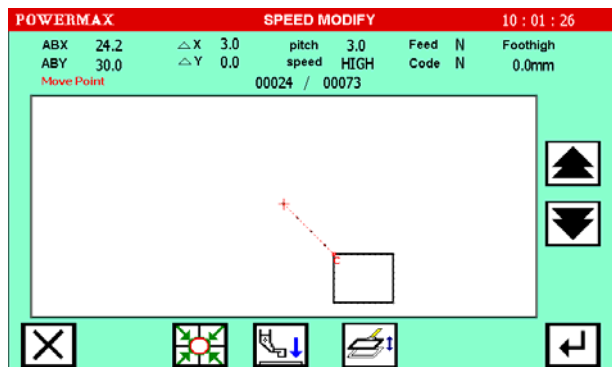 POWERMAX SPEED MODIFY 10 : 01 : 26
ABX 24.2 △X 3.0 pitch 3.0 Feed N Foothigh
ABY 30.0 △Y 0.0 speed HIGH Code N 0.0mm
Move Point 00024 / 00073